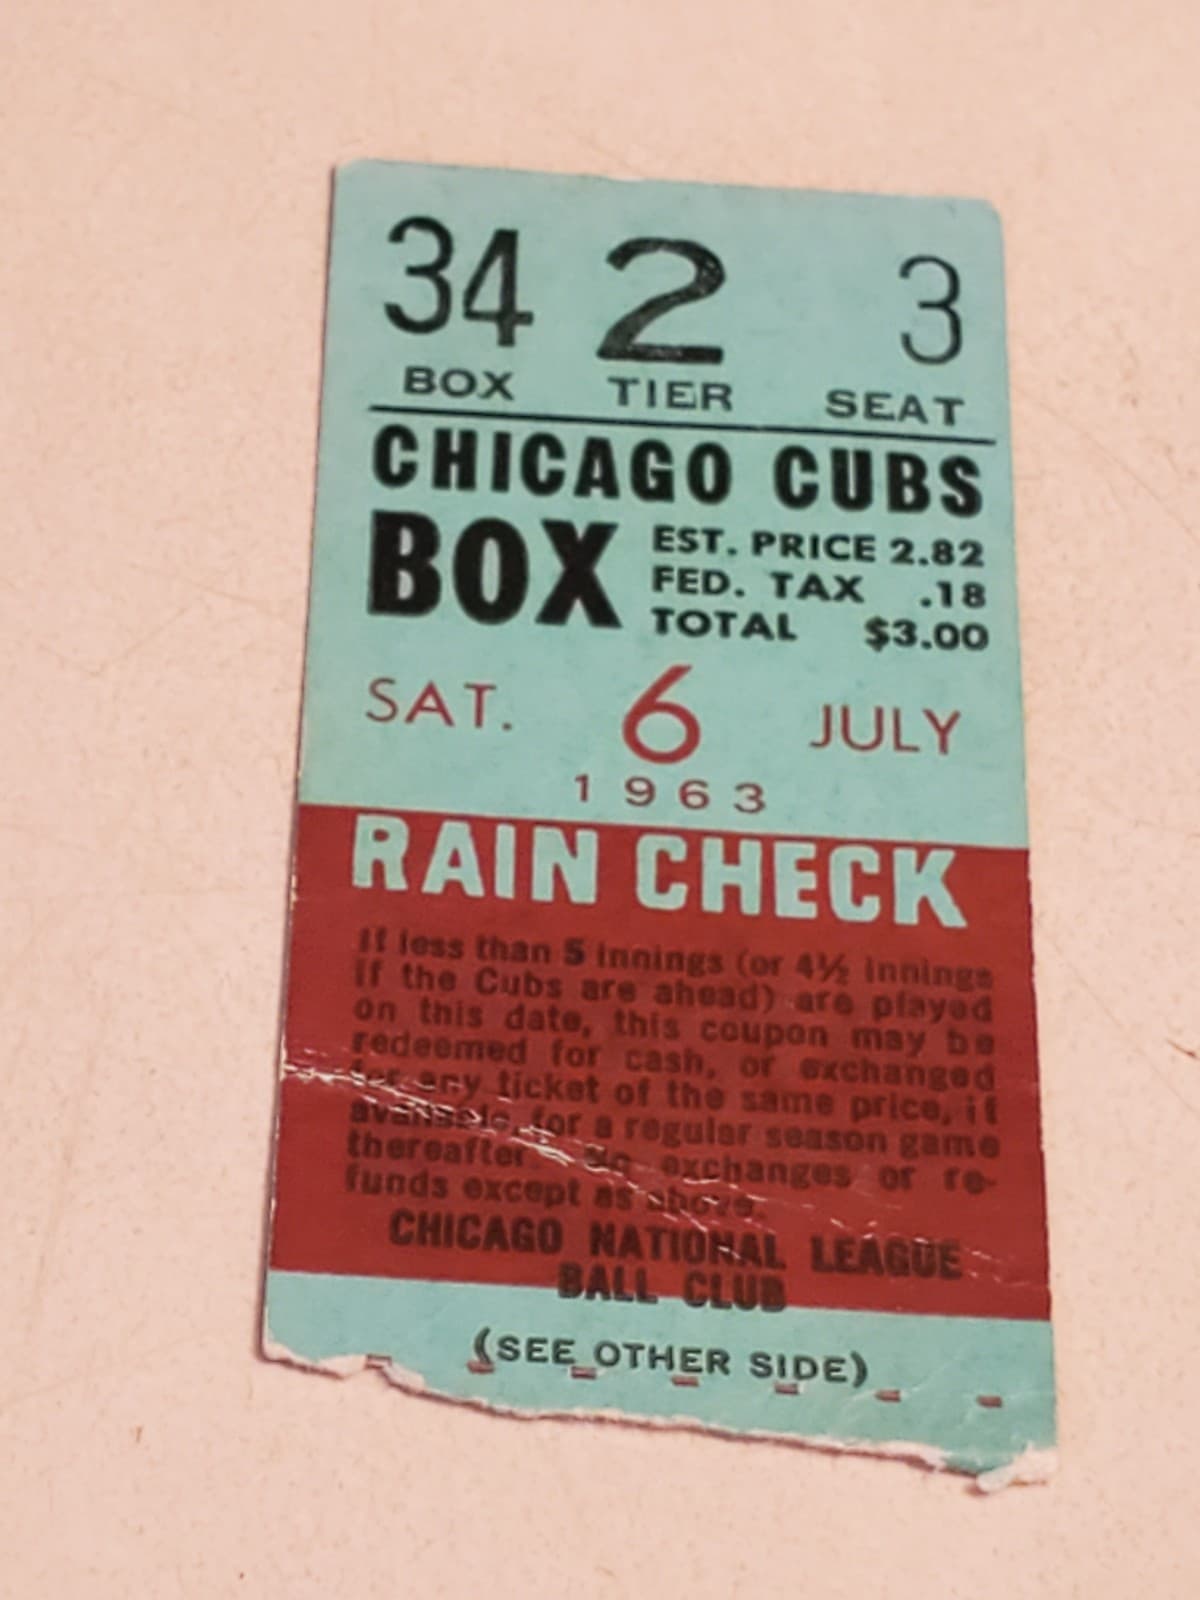 34 2 3
BOX TIER SEAT
CHICAGO CUBS
BOX
EST. PRICE 2.82
FED. TAX .18
TOTAL $3.00
SAT. 6 JULY
1963
RAIN CHECK
If less than 5 innings (or 4½ innings
if the Cubs are ahead) are played
on this date, this coupon may be
redeemed for cash, or exchanged
for any ticket of the same price, if
available, for a regular season game
thereafter. No exchanges or re-
funds except as above.
CHICAGO NATIONAL LEAGUE
BALL CLUB
(SEE OTHER SIDE)